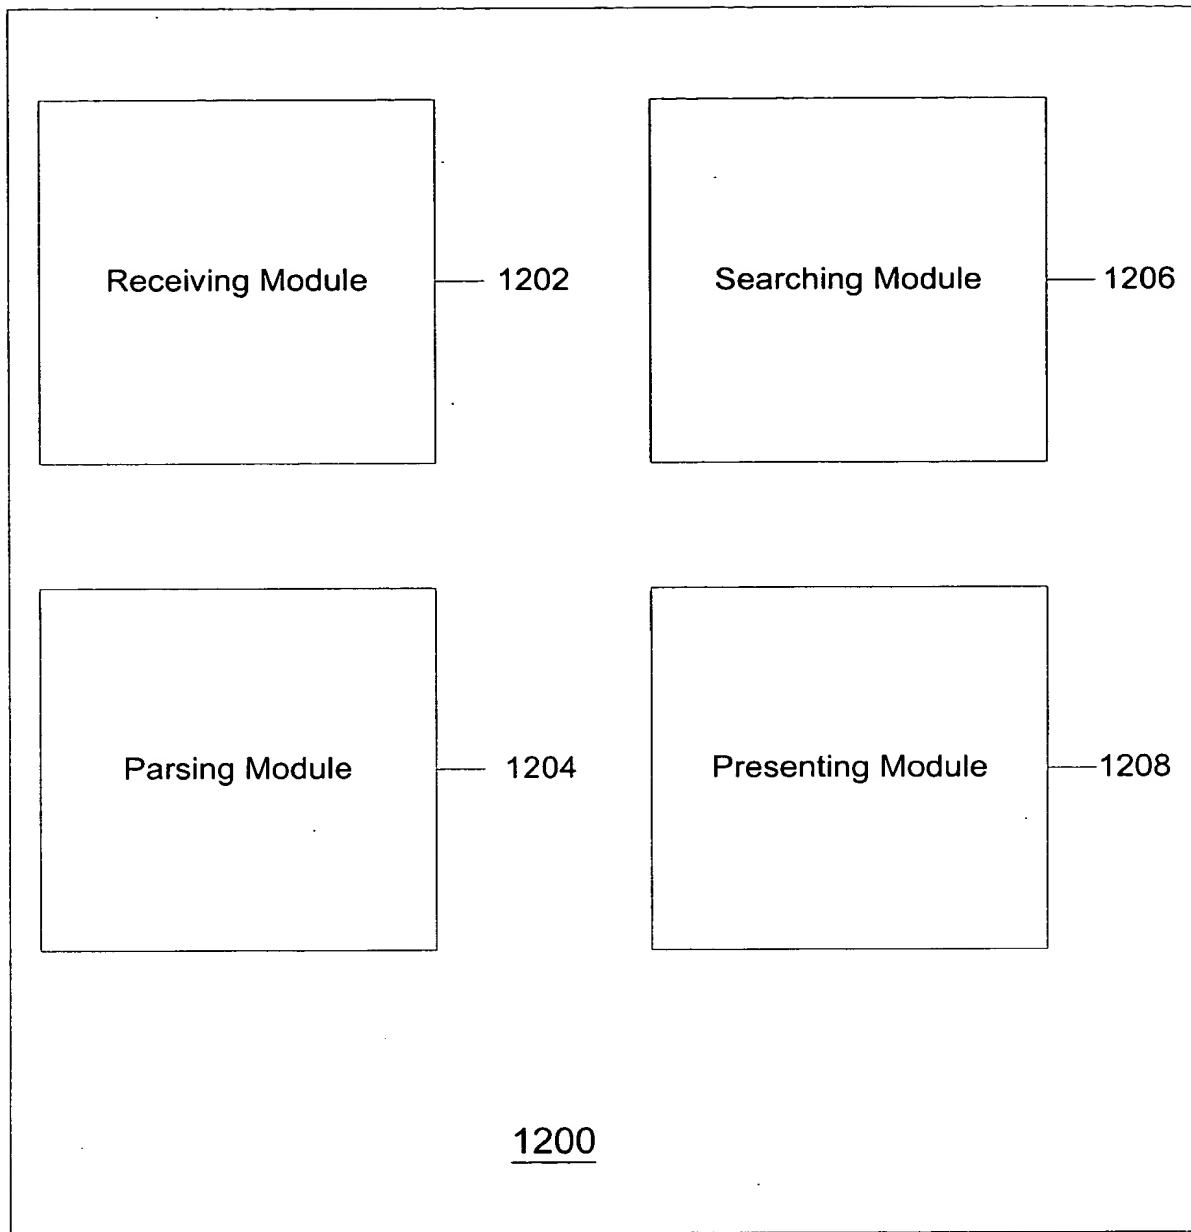 Receiving Module
1202
Searching Module
1206
Parsing Module
1204
Presenting Module
1208
1200